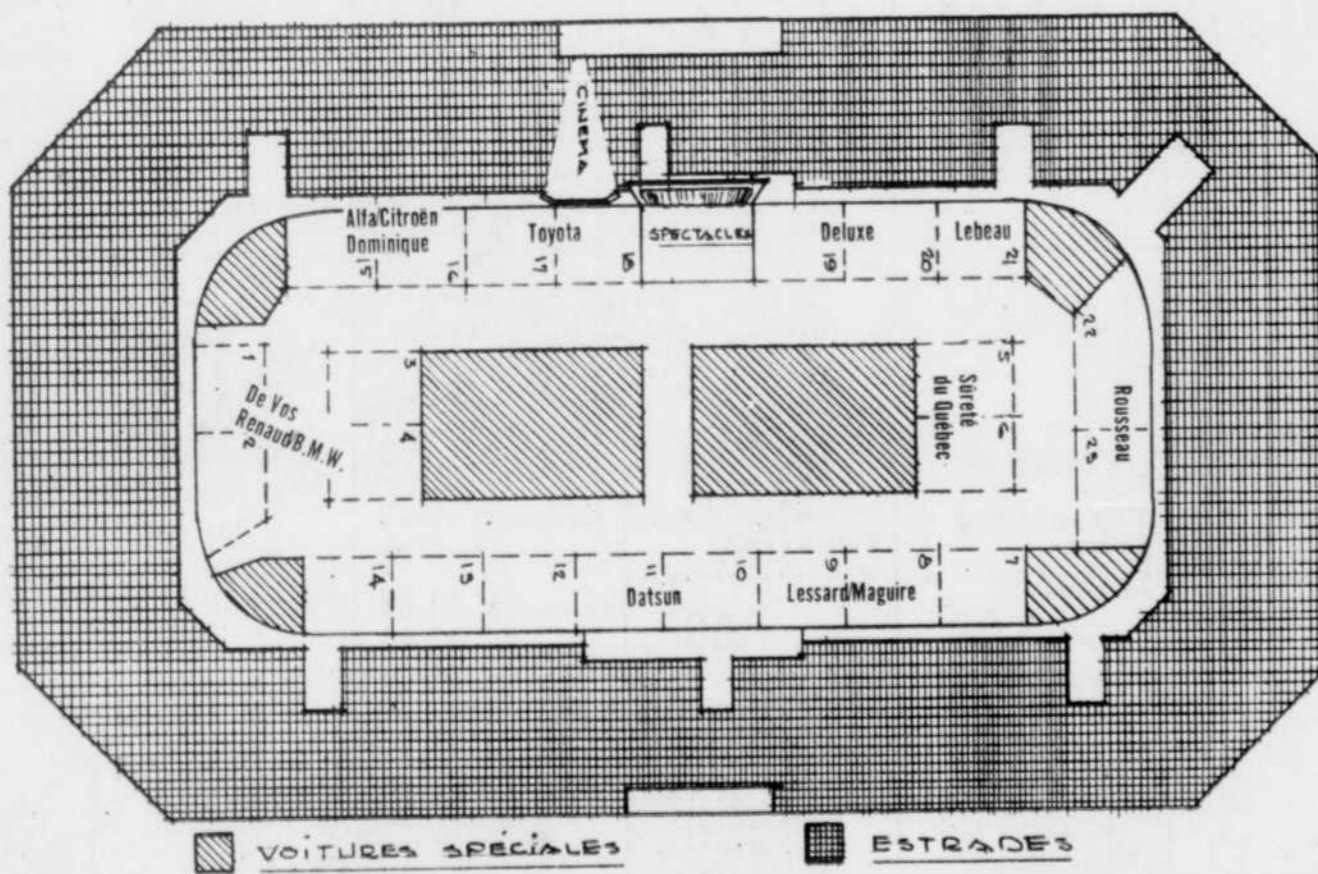 CINEMA
Alfa/Citroën
Dominique
Toyota
SPECTACLES
Deluxe
Lebeau
15
16
17
18
19
20
21
1
3
5
22
De Vos
Renaud/B.M.W.
2
4
Sûreté
du Québec
6
Rousseau
23
14
13
12
11
10
9
8
7
Datsun
Lessard/Maguire
VOITURES SPÉCIALES
ESTRADES